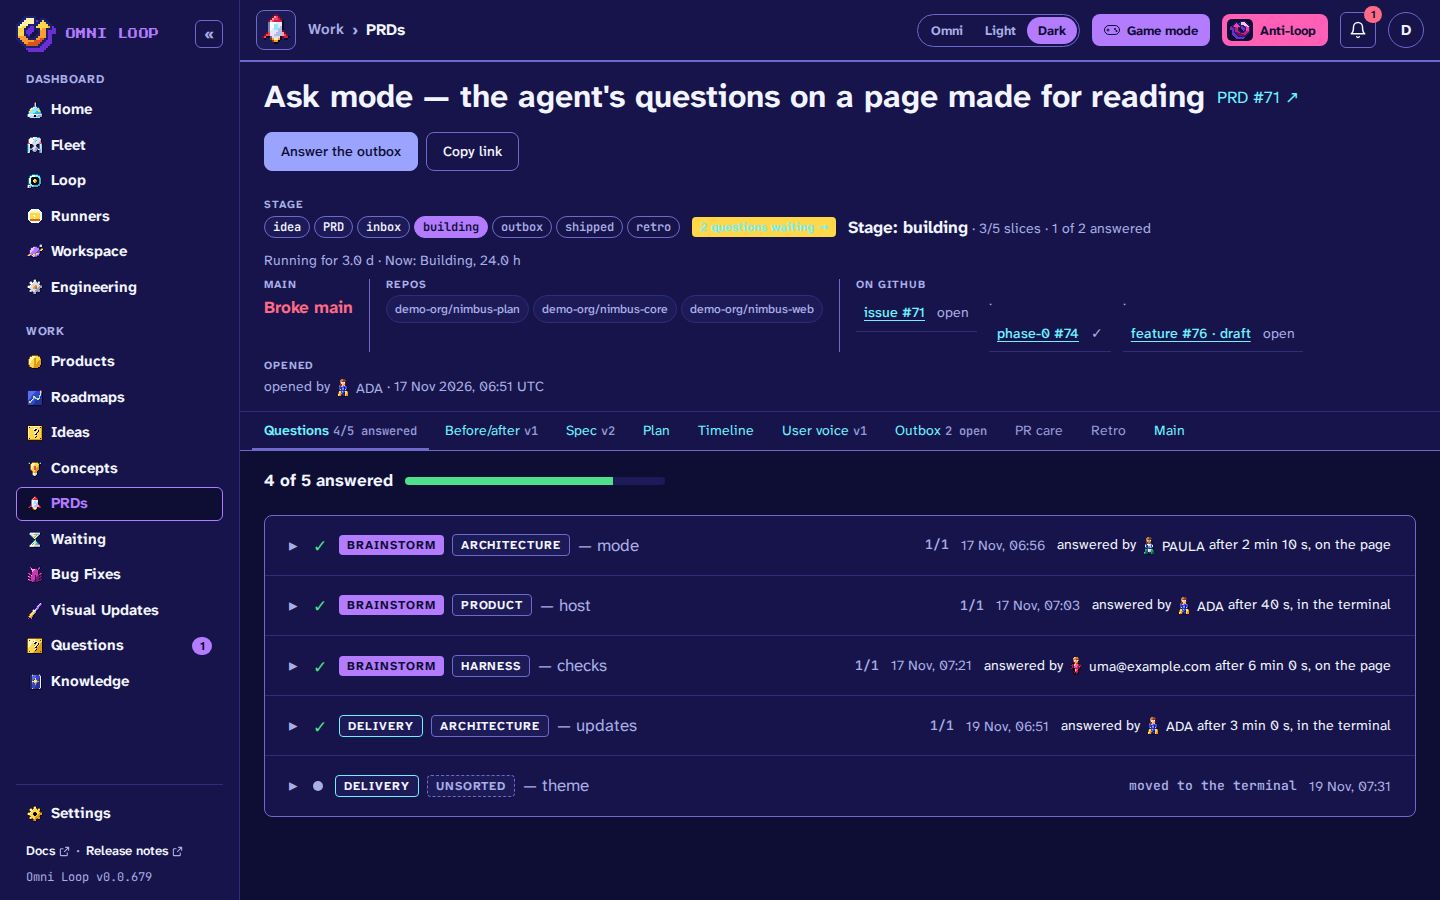 OMNI LOOP
«
DASHBOARD
Home
Fleet
Loop
Runners
Workspace
Engineering
WORK
Products
Roadmaps
Ideas
Concepts
PRDs
Waiting
Bug Fixes
Visual Updates
Questions 1
Knowledge
Settings
Docs · Release notes
Omni Loop v0.0.679
Work › PRDs
Omni Light Dark
Game mode
Anti-loop
1
D
Ask mode — the agent's questions on a page made for reading PRD #71 ↗
Answer the outbox Copy link
STAGE
idea PRD inbox building outbox shipped retro 2 questions waiting → Stage: building · 3/5 slices · 1 of 2 answered
Running for 3.0 d · Now: Building, 24.0 h
MAIN
Broke main
REPOS
demo-org/nimbus-plan demo-org/nimbus-core demo-org/nimbus-web
ON GITHUB
issue #71 open
· phase-0 #74 ✓
· feature #76 · draft open
OPENED
opened by ADA · 17 Nov 2026, 06:51 UTC
Questions 4/5 answered Before/after v1 Spec v2 Plan Timeline User voice v1 Outbox 2 open PR care Retro Main
4 of 5 answered
▶ ✓ BRAINSTORM ARCHITECTURE — mode 1/1 17 Nov, 06:56 answered by PAULA after 2 min 10 s, on the page
▶ ✓ BRAINSTORM PRODUCT — host 1/1 17 Nov, 07:03 answered by ADA after 40 s, in the terminal
▶ ✓ BRAINSTORM HARNESS — checks 1/1 17 Nov, 07:21 answered by uma@example.com after 6 min 0 s, on the page
▶ ✓ DELIVERY ARCHITECTURE — updates 1/1 19 Nov, 06:51 answered by ADA after 3 min 0 s, in the terminal
▶ ● DELIVERY UNSORTED — theme moved to the terminal 19 Nov, 07:31